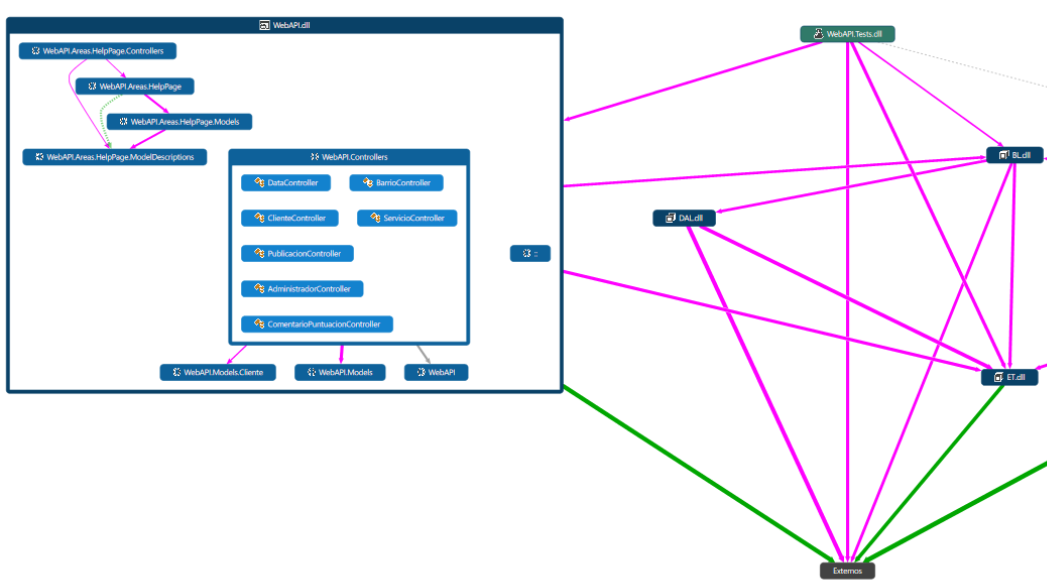 WebAPI.dll
WebAPI.Areas.HelpPage.Controllers
WebAPI.Areas.HelpPage
WebAPI.Areas.HelpPage.Models
WebAPI.Areas.HelpPage.ModelDescriptions
WebAPI.Controllers
DataController
BarrioController
ClienteController
ServicioController
PublicacionController
AdministradorController
ComentarioPuntuacionController
::
WebAPI.Models.Cliente
WebAPI.Models
WebAPI
WebAPI.Tests.dll
BL.dll
DAL.dll
ET.dll
Externos